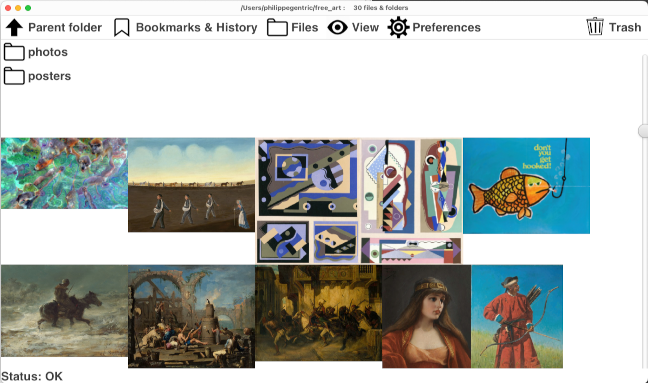 /Users/philippegentric/free_art : 30 files & folders
Parent folder Bookmarks & History Files View Preferences Trash
photos
posters
don't
you
get
hooked!
Status: OK